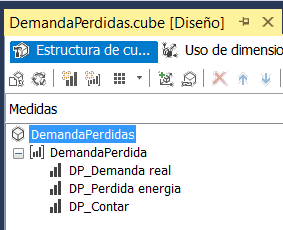 DemandaPerdidas.cube [Diseño]
Estructura de cu... Uso de dimensio
Medidas
DemandaPerdidas
DemandaPerdida
DP_Demanda real
DP_Perdida energia
DP_Contar